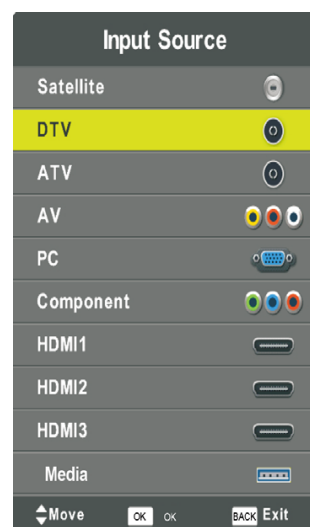 Input Source
Satellite
DTV
ATV
AV
PC
Component
HDMI1
HDMI2
HDMI3
Media
Move OK OK BACK Exit